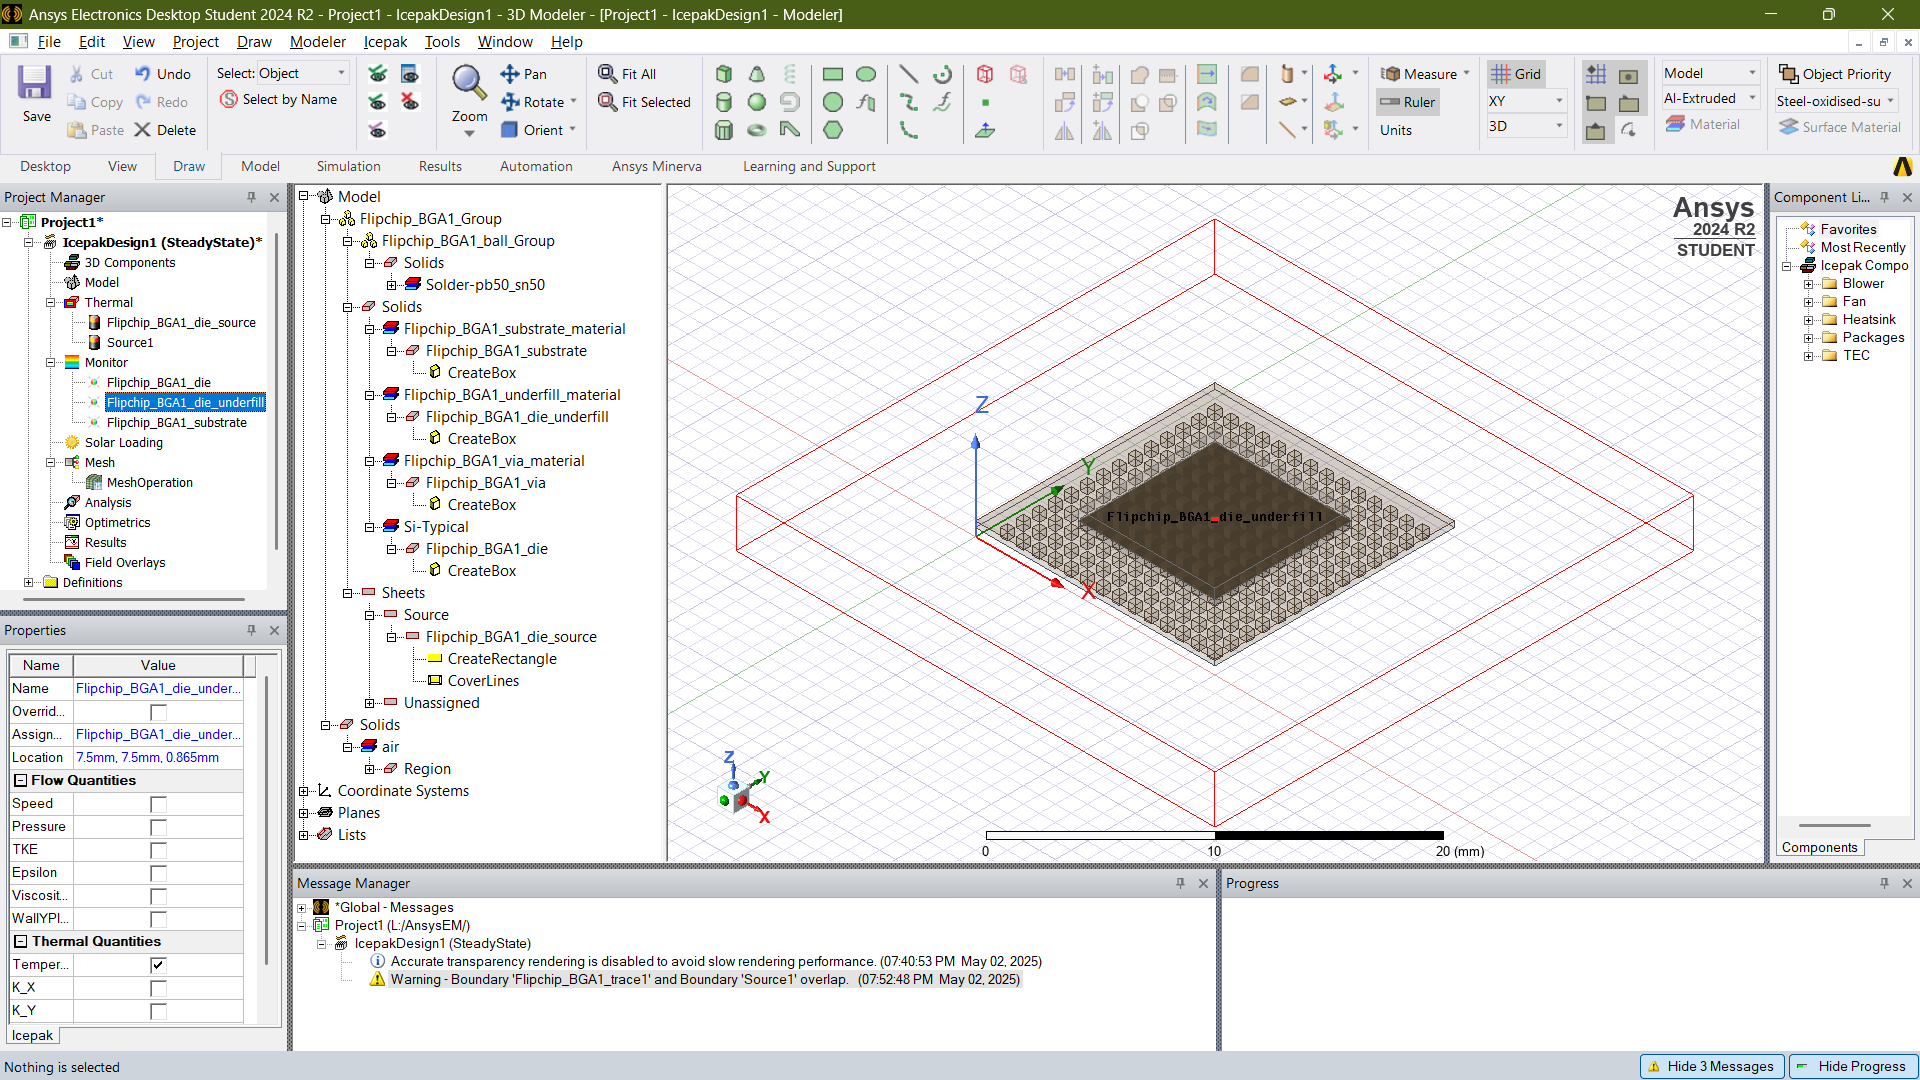 Ansys Electronics Desktop Student 2024 R2 - Project1 - IcepakDesign1 - 3D Modeler - [Project1 - IcepakDesign1 - Modeler]
File Edit View Project Draw Modeler Icepak Tools Window Help
Save
Cut
Copy
Paste
Undo
Redo
Delete
Select: Object
Select by Name
Zoom
Pan
Rotate
Orient
Fit All
Fit Selected
Measure
Ruler
Units
Grid
XY
3D
Model
Al-Extruded
Material
Object Priority
Steel-oxidised-su
Surface Material
Desktop View Draw Model Simulation Results Automation Ansys Minerva Learning and Support
Project Manager
Project1*
IcepakDesign1 (SteadyState)*
3D Components
Model
Thermal
Flipchip_BGA1_die_source
Source1
Monitor
Flipchip_BGA1_die
Flipchip_BGA1_die_underfill
Flipchip_BGA1_substrate
Solar Loading
Mesh
MeshOperation
Analysis
Optimetrics
Results
Field Overlays
Definitions
Properties
Name Value
Name Flipchip_BGA1_die_under...
Overrid...
Assign... Flipchip_BGA1_die_under...
Location 7.5mm, 7.5mm, 0.865mm
Flow Quantities
Speed
Pressure
TKE
Epsilon
Viscosit...
WallYPl...
Thermal Quantities
Temper...
K_X
K_Y
Icepak
Model
Flipchip_BGA1_Group
Flipchip_BGA1_ball_Group
Solids
Solder-pb50_sn50
Solids
Flipchip_BGA1_substrate_material
Flipchip_BGA1_substrate
CreateBox
Flipchip_BGA1_underfill_material
Flipchip_BGA1_die_underfill
CreateBox
Flipchip_BGA1_via_material
Flipchip_BGA1_via
CreateBox
Si-Typical
Flipchip_BGA1_die
CreateBox
Sheets
Source
Flipchip_BGA1_die_source
CreateRectangle
CoverLines
Unassigned
Solids
air
Region
Coordinate Systems
Planes
Lists
Ansys
2024 R2
STUDENT
Z
Y
Flipchip_BGA1_die_underfill
X
Z
Y
X
0 10 20 (mm)
Component Li...
Favorites
Most Recently
Icepak Compo
Blower
Fan
Heatsink
Packages
TEC
Components
Message Manager
*Global - Messages
Project1 (L:/AnsysEM/)
IcepakDesign1 (SteadyState)
Accurate transparency rendering is disabled to avoid slow rendering performance. (07:40:53 PM May 02, 2025)
Warning - Boundary 'Flipchip_BGA1_trace1' and Boundary 'Source1' overlap. (07:52:48 PM May 02, 2025)
Progress
Nothing is selected
Hide 3 Messages
Hide Progress